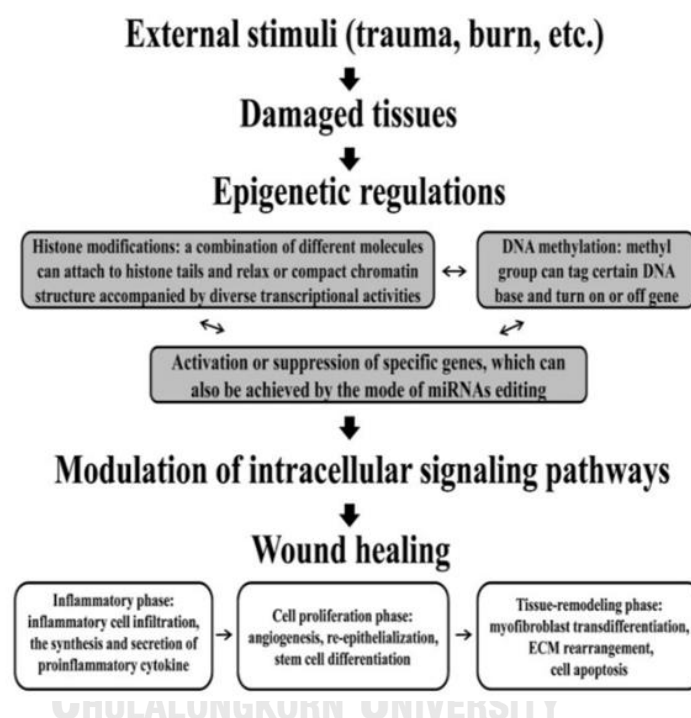 External stimuli (trauma, burn, etc.)
Damaged tissues
Epigenetic regulations
Histone modifications: a combination of different molecules
can attach to histone tails and relax or compact chromatin
structure accompanied by diverse transcriptional activities
DNA methylation: methyl
group can tag certain DNA
base and turn on or off gene
Activation or suppression of specific genes, which can
also be achieved by the mode of miRNAs editing
Modulation of intracellular signaling pathways
Wound healing
Inflammatory phase:
inflammatory cell infiltration,
the synthesis and secretion of
proinflammatory cytokine
Cell proliferation phase:
angiogenesis, re-epithelialization,
stem cell differentiation
Tissue-remodeling phase:
myofibroblast transdifferentiation,
ECM rearrangement,
cell apoptosis
CHULALONGKORN UNIVERSITY